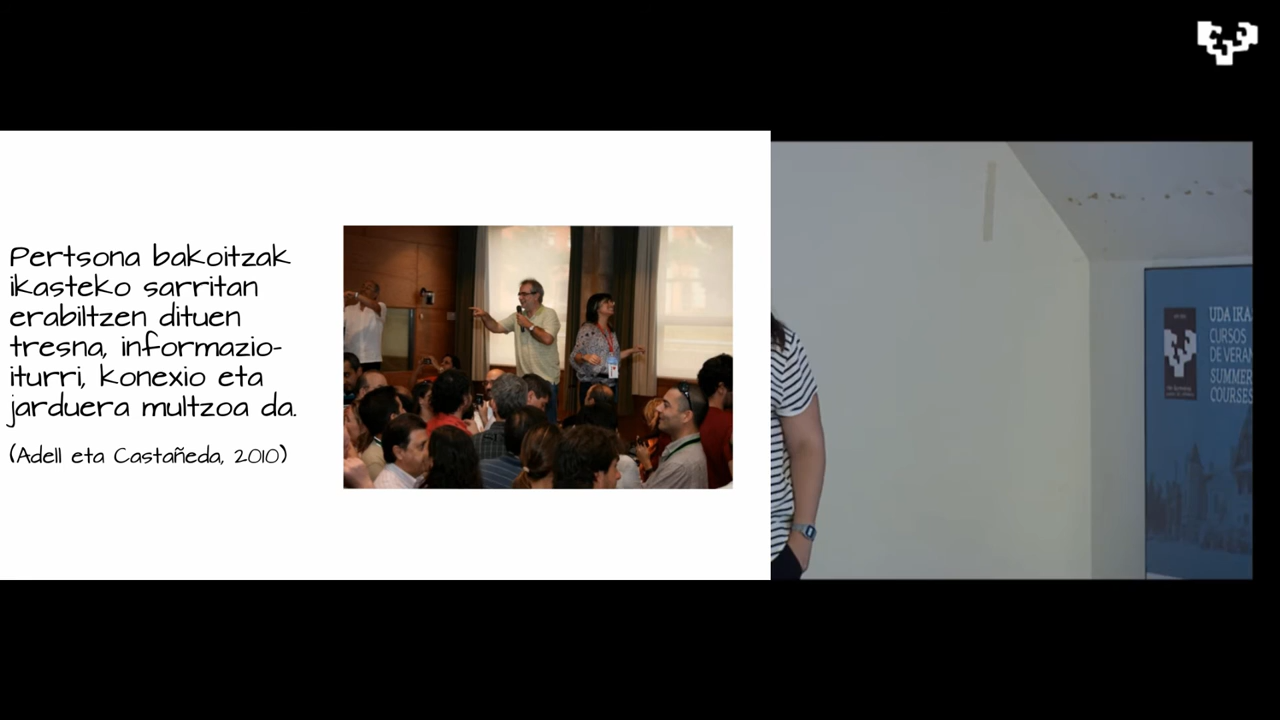 Pertsona bakoitzak
ikasteko sarritan
erabiltzen dituen
tresna, informazio-
iturri, konexio eta
jarduera multzoa da.
(Adell eta Castañeda, 2010)
UDA IKA
CURSOS
DE VERAN
SUMMER
COURSES